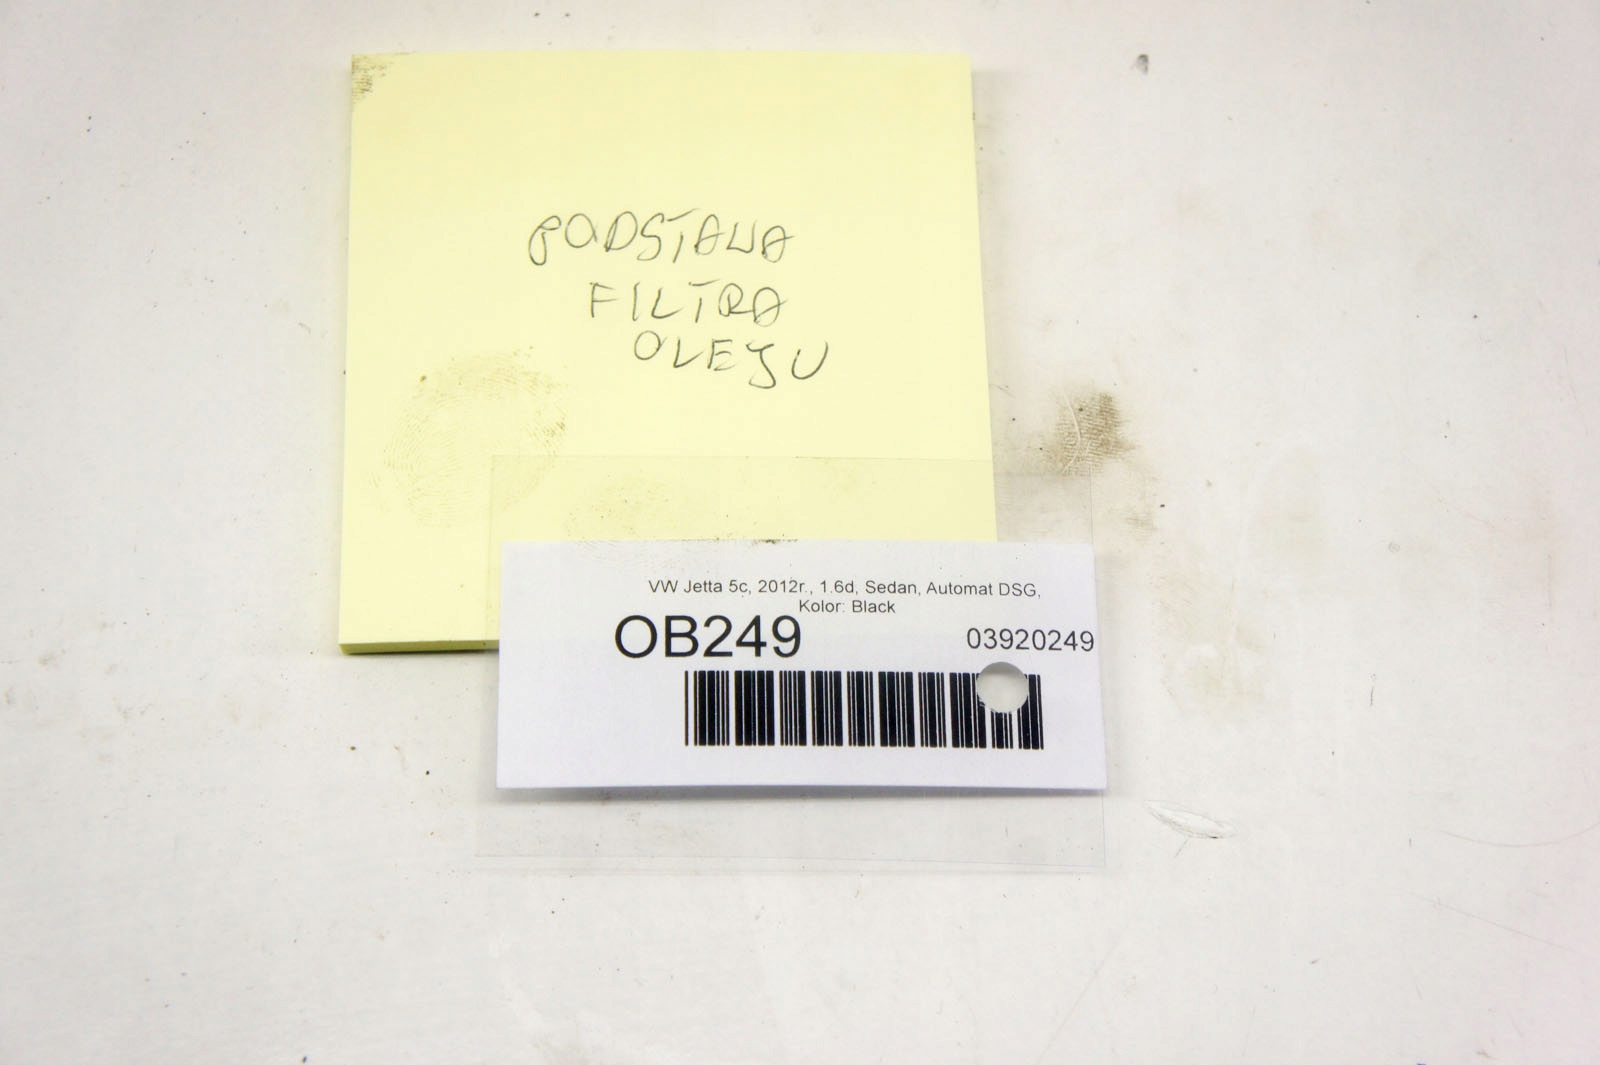 PODSTAWA
FILTRA
OLEJU
VW Jetta 5c, 2012r., 1.6d, Sedan, Automat DSG,
Kolor: Black
OB249
03920249